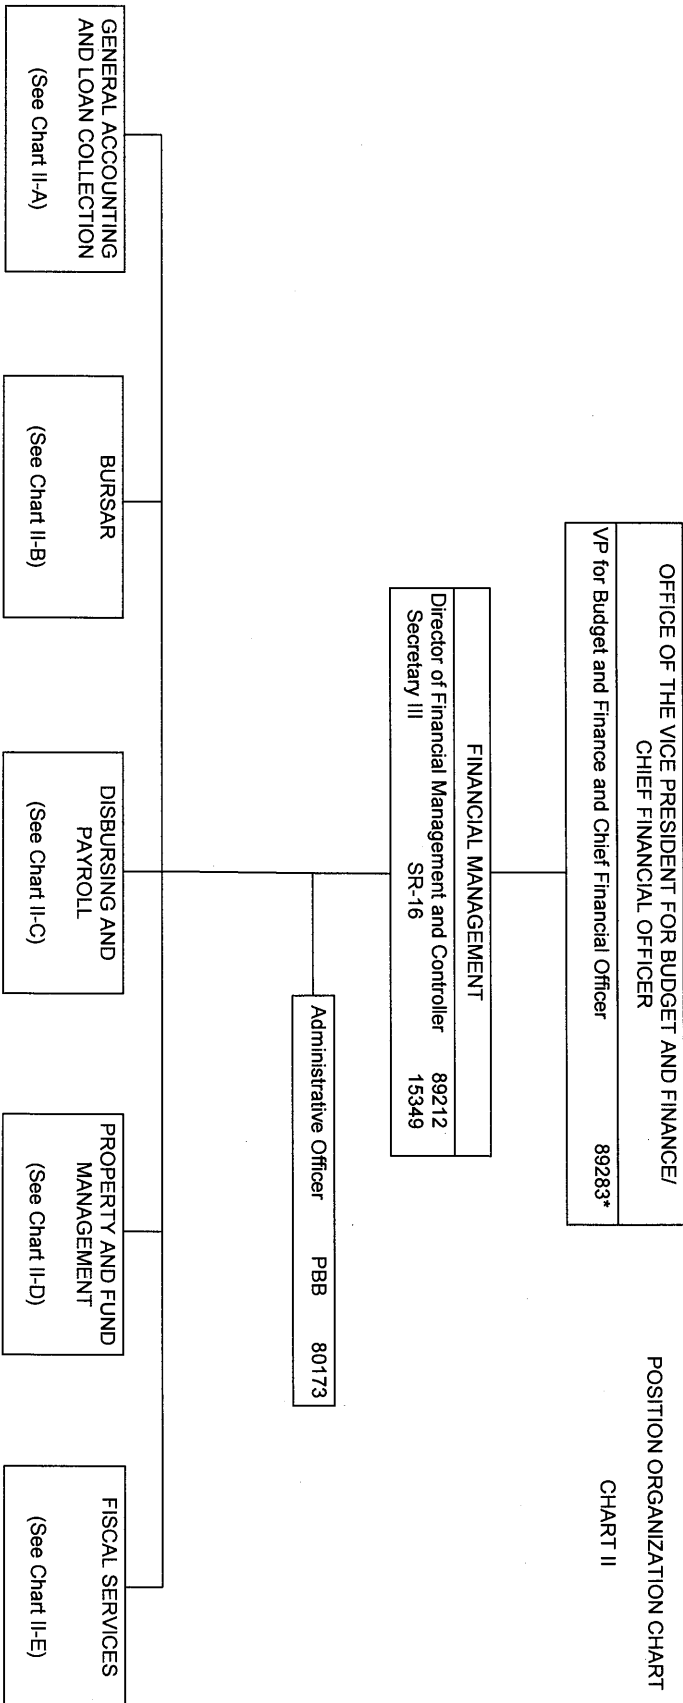 POSITION ORGANIZATION CHART
CHART II
OFFICE OF THE VICE PRESIDENT FOR BUDGET AND FINANCE/
CHIEF FINANCIAL OFFICER
VP for Budget and Finance and Chief Financial Officer 89283*
FINANCIAL MANAGEMENT
Director of Financial Management and Controller 89212
Secretary III SR-16 15349
Administrative Officer PBB 80173
GENERAL ACCOUNTING
AND LOAN COLLECTION
(See Chart II-A)
BURSAR
(See Chart II-B)
DISBURSING AND
PAYROLL
(See Chart II-C)
PROPERTY AND FUND
MANAGEMENT
(See Chart II-D)
FISCAL SERVICES
(See Chart II-E)